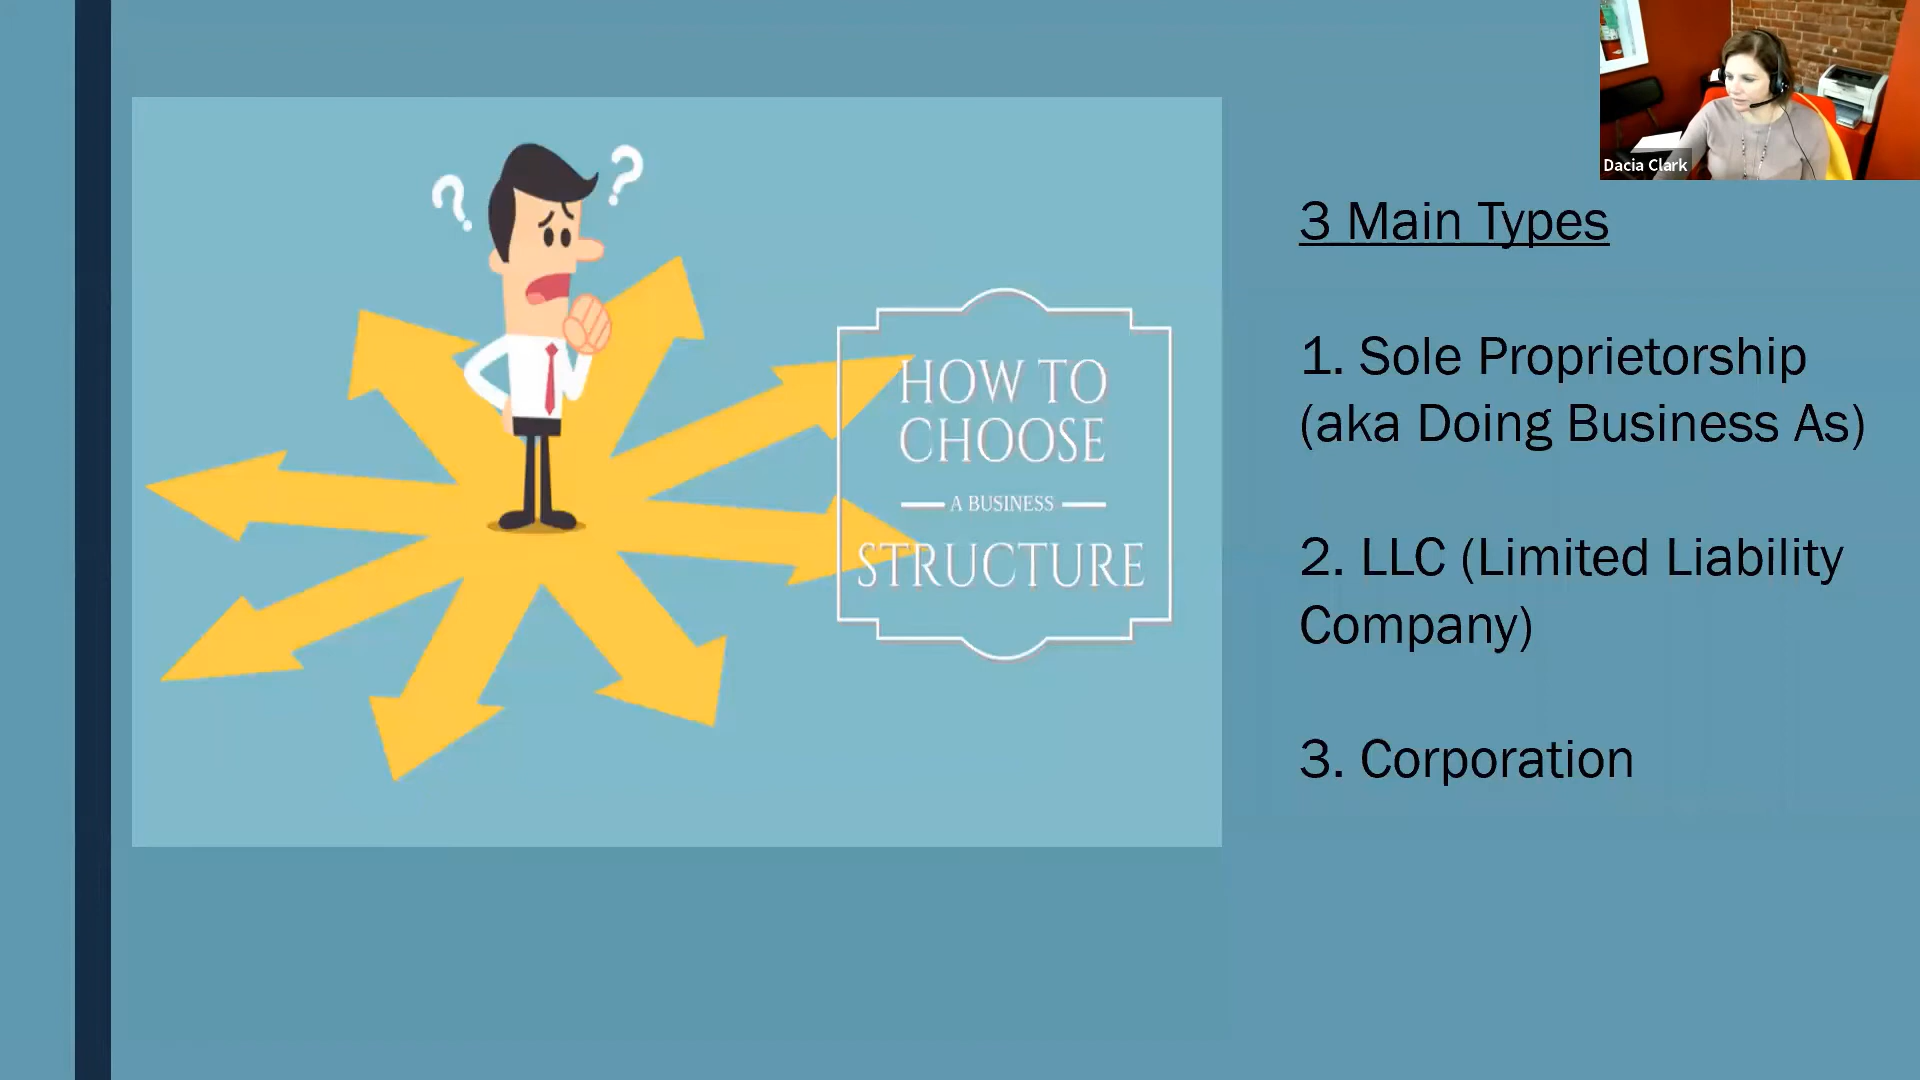 Dacia Clark
? ?
HOW TO
CHOOSE
A BUSINESS
STRUCTURE
3 Main Types
1. Sole Proprietorship
(aka Doing Business As)
2. LLC (Limited Liability
Company)
3. Corporation